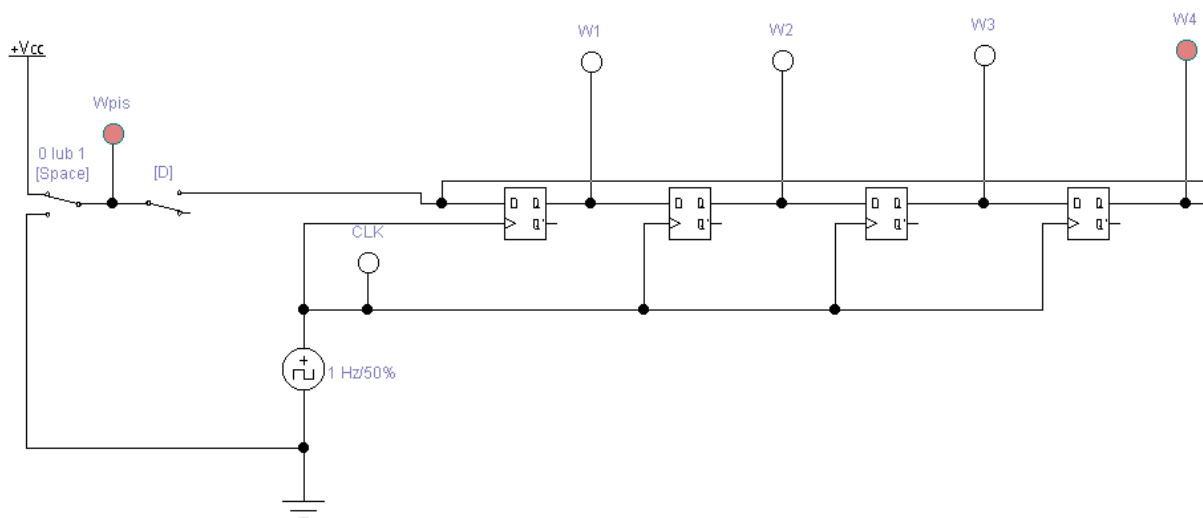 W1
W2
W3
W4
+Vcc
Wpis
0 lub 1
[Space]
[D]
D Q
Q'
D Q
Q'
D Q
Q'
D Q
Q'
CLK
+
1 Hz/50%